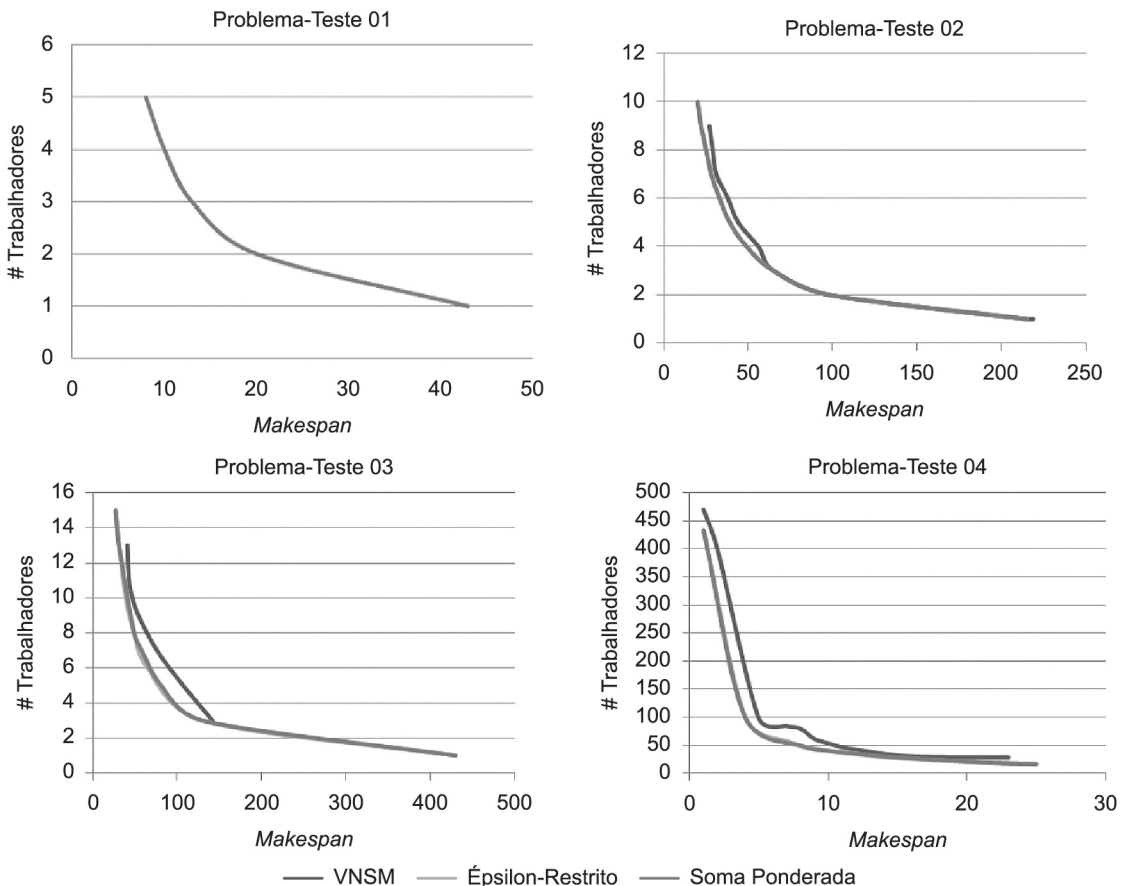 Problema-Teste 01
6
5
4
3
2
1
0
# Trabalhadores
0 10 20 30 40 50
Makespan
Problema-Teste 02
12
10
8
6
4
2
0
# Trabalhadores
0 50 100 150 200 250
Makespan
Problema-Teste 03
16
14
12
10
8
6
4
2
0
# Trabalhadores
0 100 200 300 400 500
Makespan
Problema-Teste 04
500
450
400
350
300
250
200
150
100
50
0
# Trabalhadores
0 10 20 30
Makespan
VNSM Épsilon-Restrito Soma Ponderada